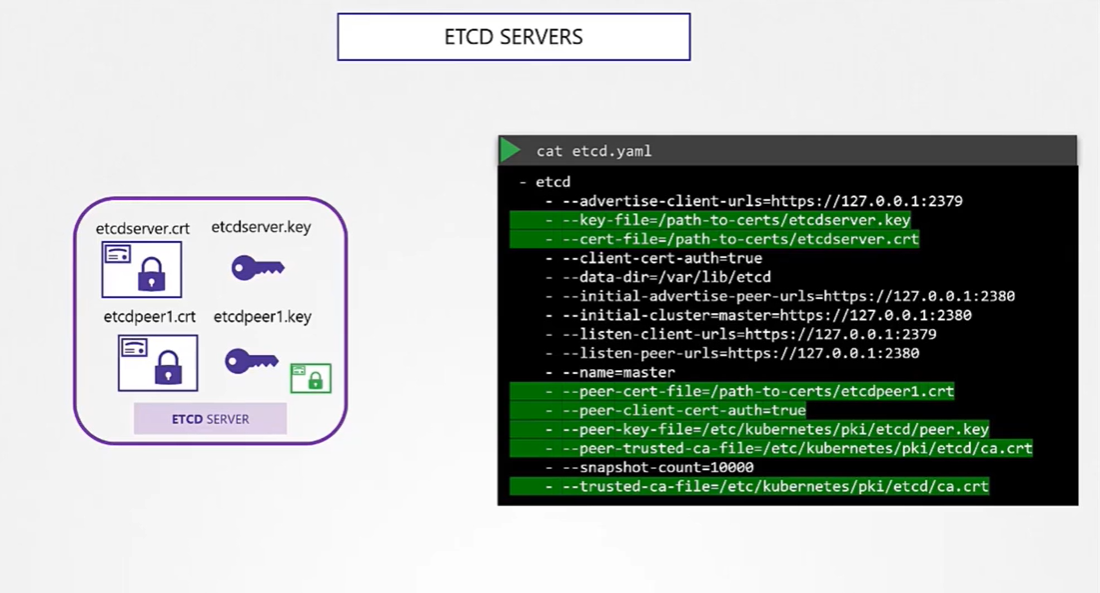 ETCD SERVERS
etcdserver.crt etcdserver.key
etcdpeer1.crt etcdpeer1.key
ETCD SERVER
cat etcd.yaml
- etcd
- --advertise-client-urls=https://127.0.0.1:2379
- --key-file=/path-to-certs/etcdserver.key
- --cert-file=/path-to-certs/etcdserver.crt
- --client-cert-auth=true
- --data-dir=/var/lib/etcd
- --initial-advertise-peer-urls=https://127.0.0.1:2380
- --initial-cluster=master=https://127.0.0.1:2380
- --listen-client-urls=https://127.0.0.1:2379
- --listen-peer-urls=https://127.0.0.1:2380
- --name=master
- --peer-cert-file=/path-to-certs/etcdpeer1.crt
- --peer-client-cert-auth=true
- --peer-key-file=/etc/kubernetes/pki/etcd/peer.key
- --peer-trusted-ca-file=/etc/kubernetes/pki/etcd/ca.crt
- --snapshot-count=10000
- --trusted-ca-file=/etc/kubernetes/pki/etcd/ca.crt